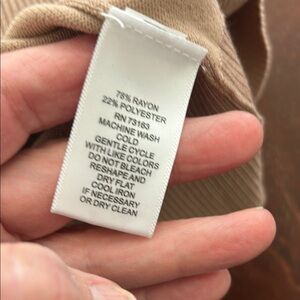 78% RAYON
22% POLYESTER
RN 73163
MACHINE WASH
COLD
GENTLE CYCLE
WITH LIKE COLORS
DO NOT BLEACH
RESHAPE AND
DRY FLAT
COOL IRON
IF NECESSARY
OR DRY CLEAN